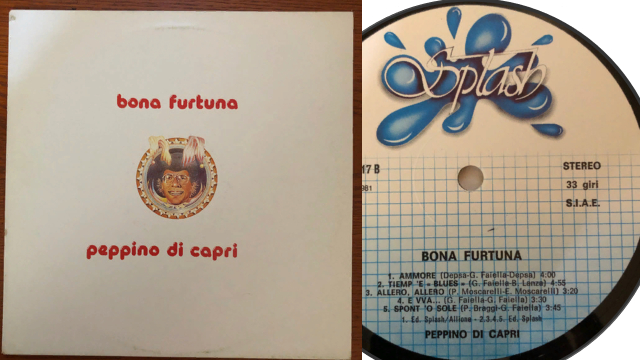 bona furtuna
peppino di capri
Splash
17 B
981
STEREO
33 giri
S.I.A.E.
BONA FURTUNA
1. AMMORE (Depsa-G. Faiella-Depsa) 4:00
2. TIEMP 'E « BLUES » (G. Faiella-B. Lanza) 4:55
3. ALLERO, ALLERO (P. Moscarelli-E. Moscarelli) 3:20
4. E VVA... (G. Faiella-G. Faiella) 3:30
5. SPONT 'O SOLE (P. Braggi-G. Faiella) 3:45
1. Ed. Splash/Allione - 2.3.4.5. Ed. Splash
PEPPINO DI CAPRI